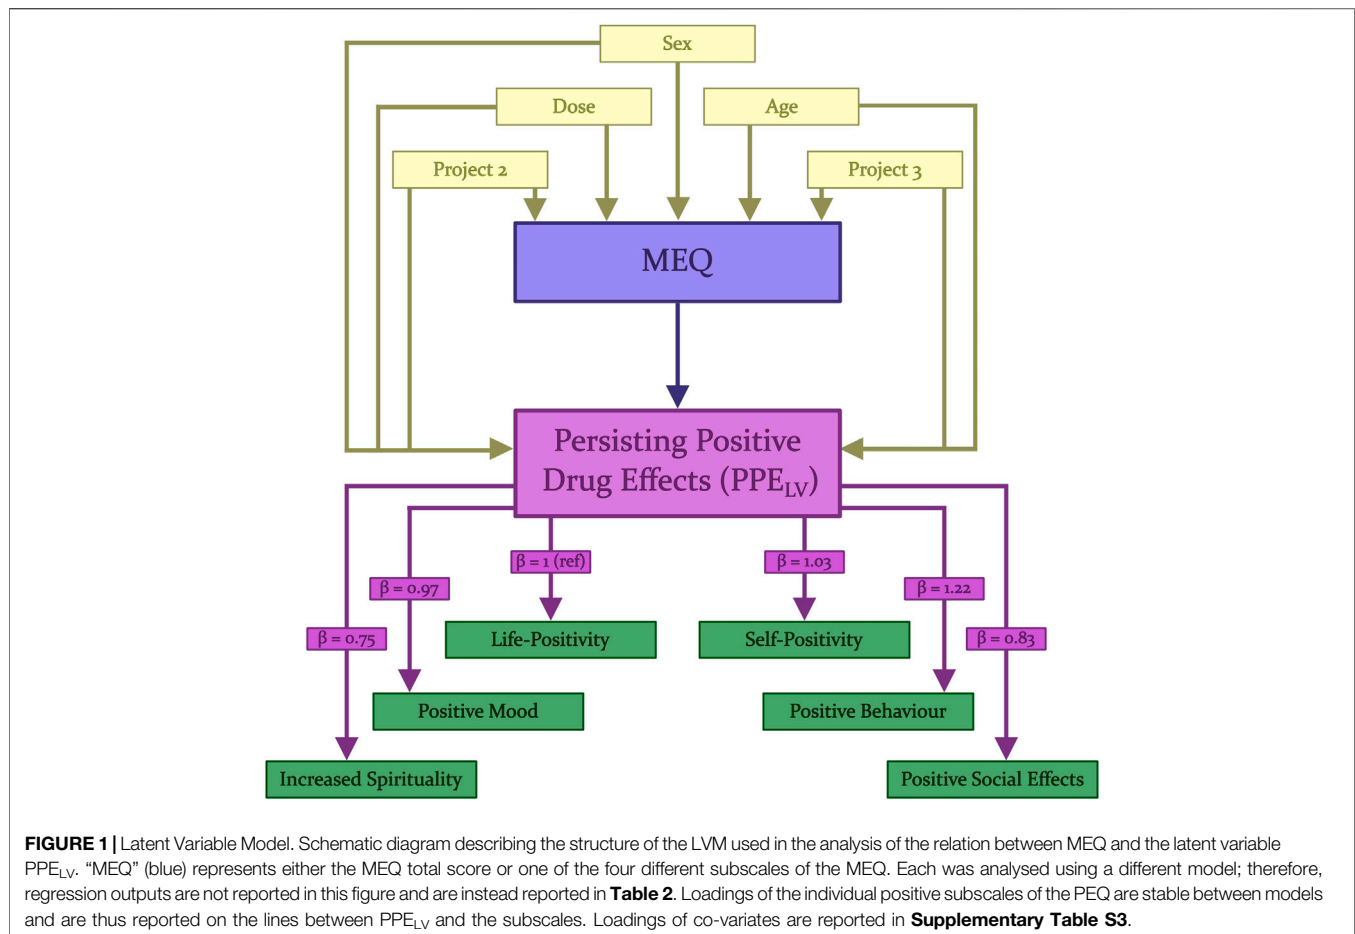 Sex
Dose
Age
Project 2
Project 3
MEQ
Persisting Positive
Drug Effects (PPELV)
β = 1 (ref)
β = 1.03
β = 0.97
β = 1.22
β = 0.75
β = 0.83
Life-Positivity
Self-Positivity
Positive Mood
Positive Behaviour
Increased Spirituality
Positive Social Effects
FIGURE 1 | Latent Variable Model. Schematic diagram describing the structure of the LVM used in the analysis of the relation between MEQ and the latent variable
PPELV. “MEQ” (blue) represents either the MEQ total score or one of the four different subscales of the MEQ. Each was analysed using a different model; therefore,
regression outputs are not reported in this figure and are instead reported in Table 2. Loadings of the individual positive subscales of the PEQ are stable between models
and are thus reported on the lines between PPELV and the subscales. Loadings of co-variates are reported in Supplementary Table S3.